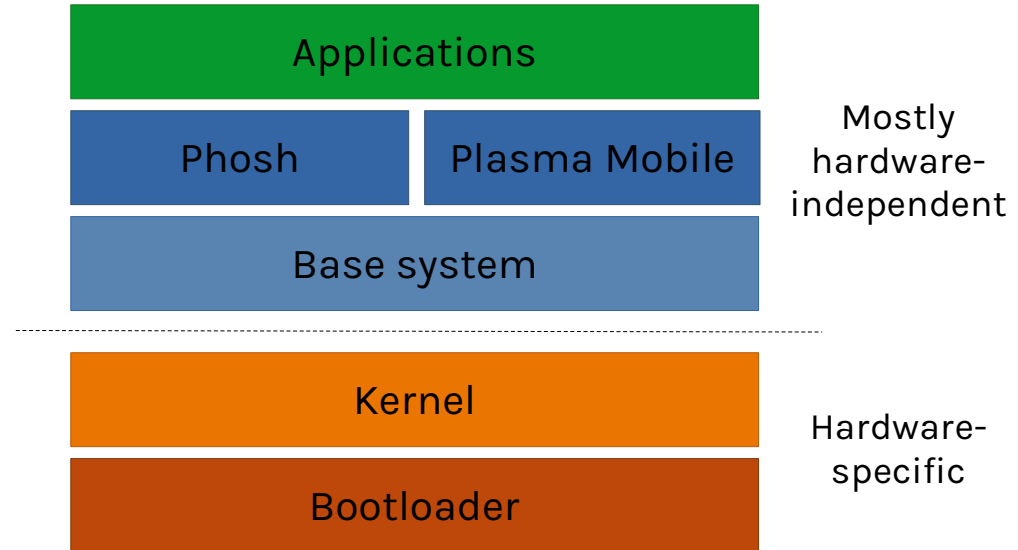 Applications
Phosh
Plasma Mobile
Base system
Mostly
hardware-
independent
Kernel
Bootloader
Hardware-
specific